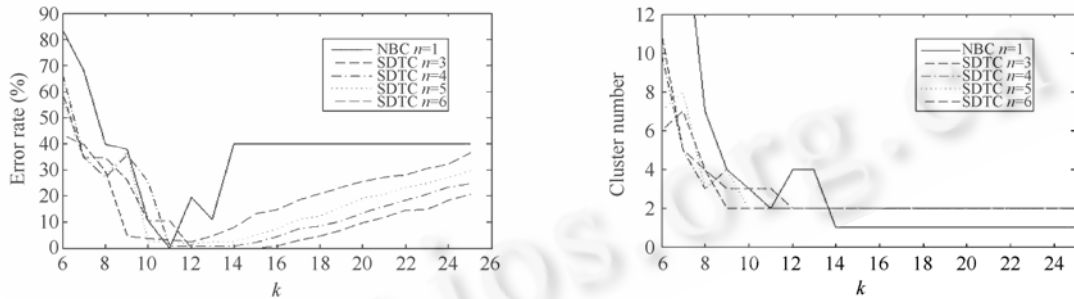 90
80
70
60
50
40
30
20
10
0
Error rate (%)
NBC n=1
SDTC n=3
SDTC n=4
SDTC n=5
SDTC n=6
6 8 10 12 14 16 18 20 22 24 26
k
12
10
8
6
4
2
0
Cluster number
NBC n=1
SDTC n=3
SDTC n=4
SDTC n=5
SDTC n=6
6 8 10 12 14 16 18 20 22 24
k